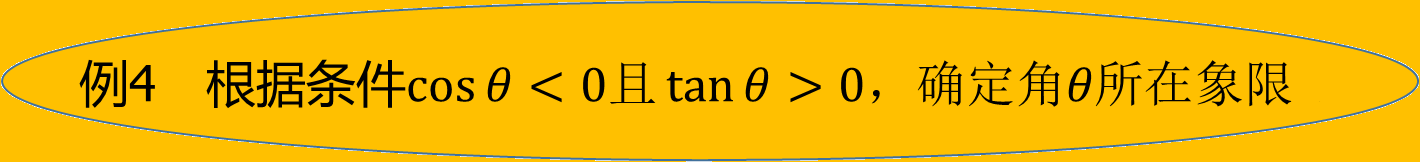 例4 根据条件cos θ < 0且 tan θ > 0，确定角θ所在象限